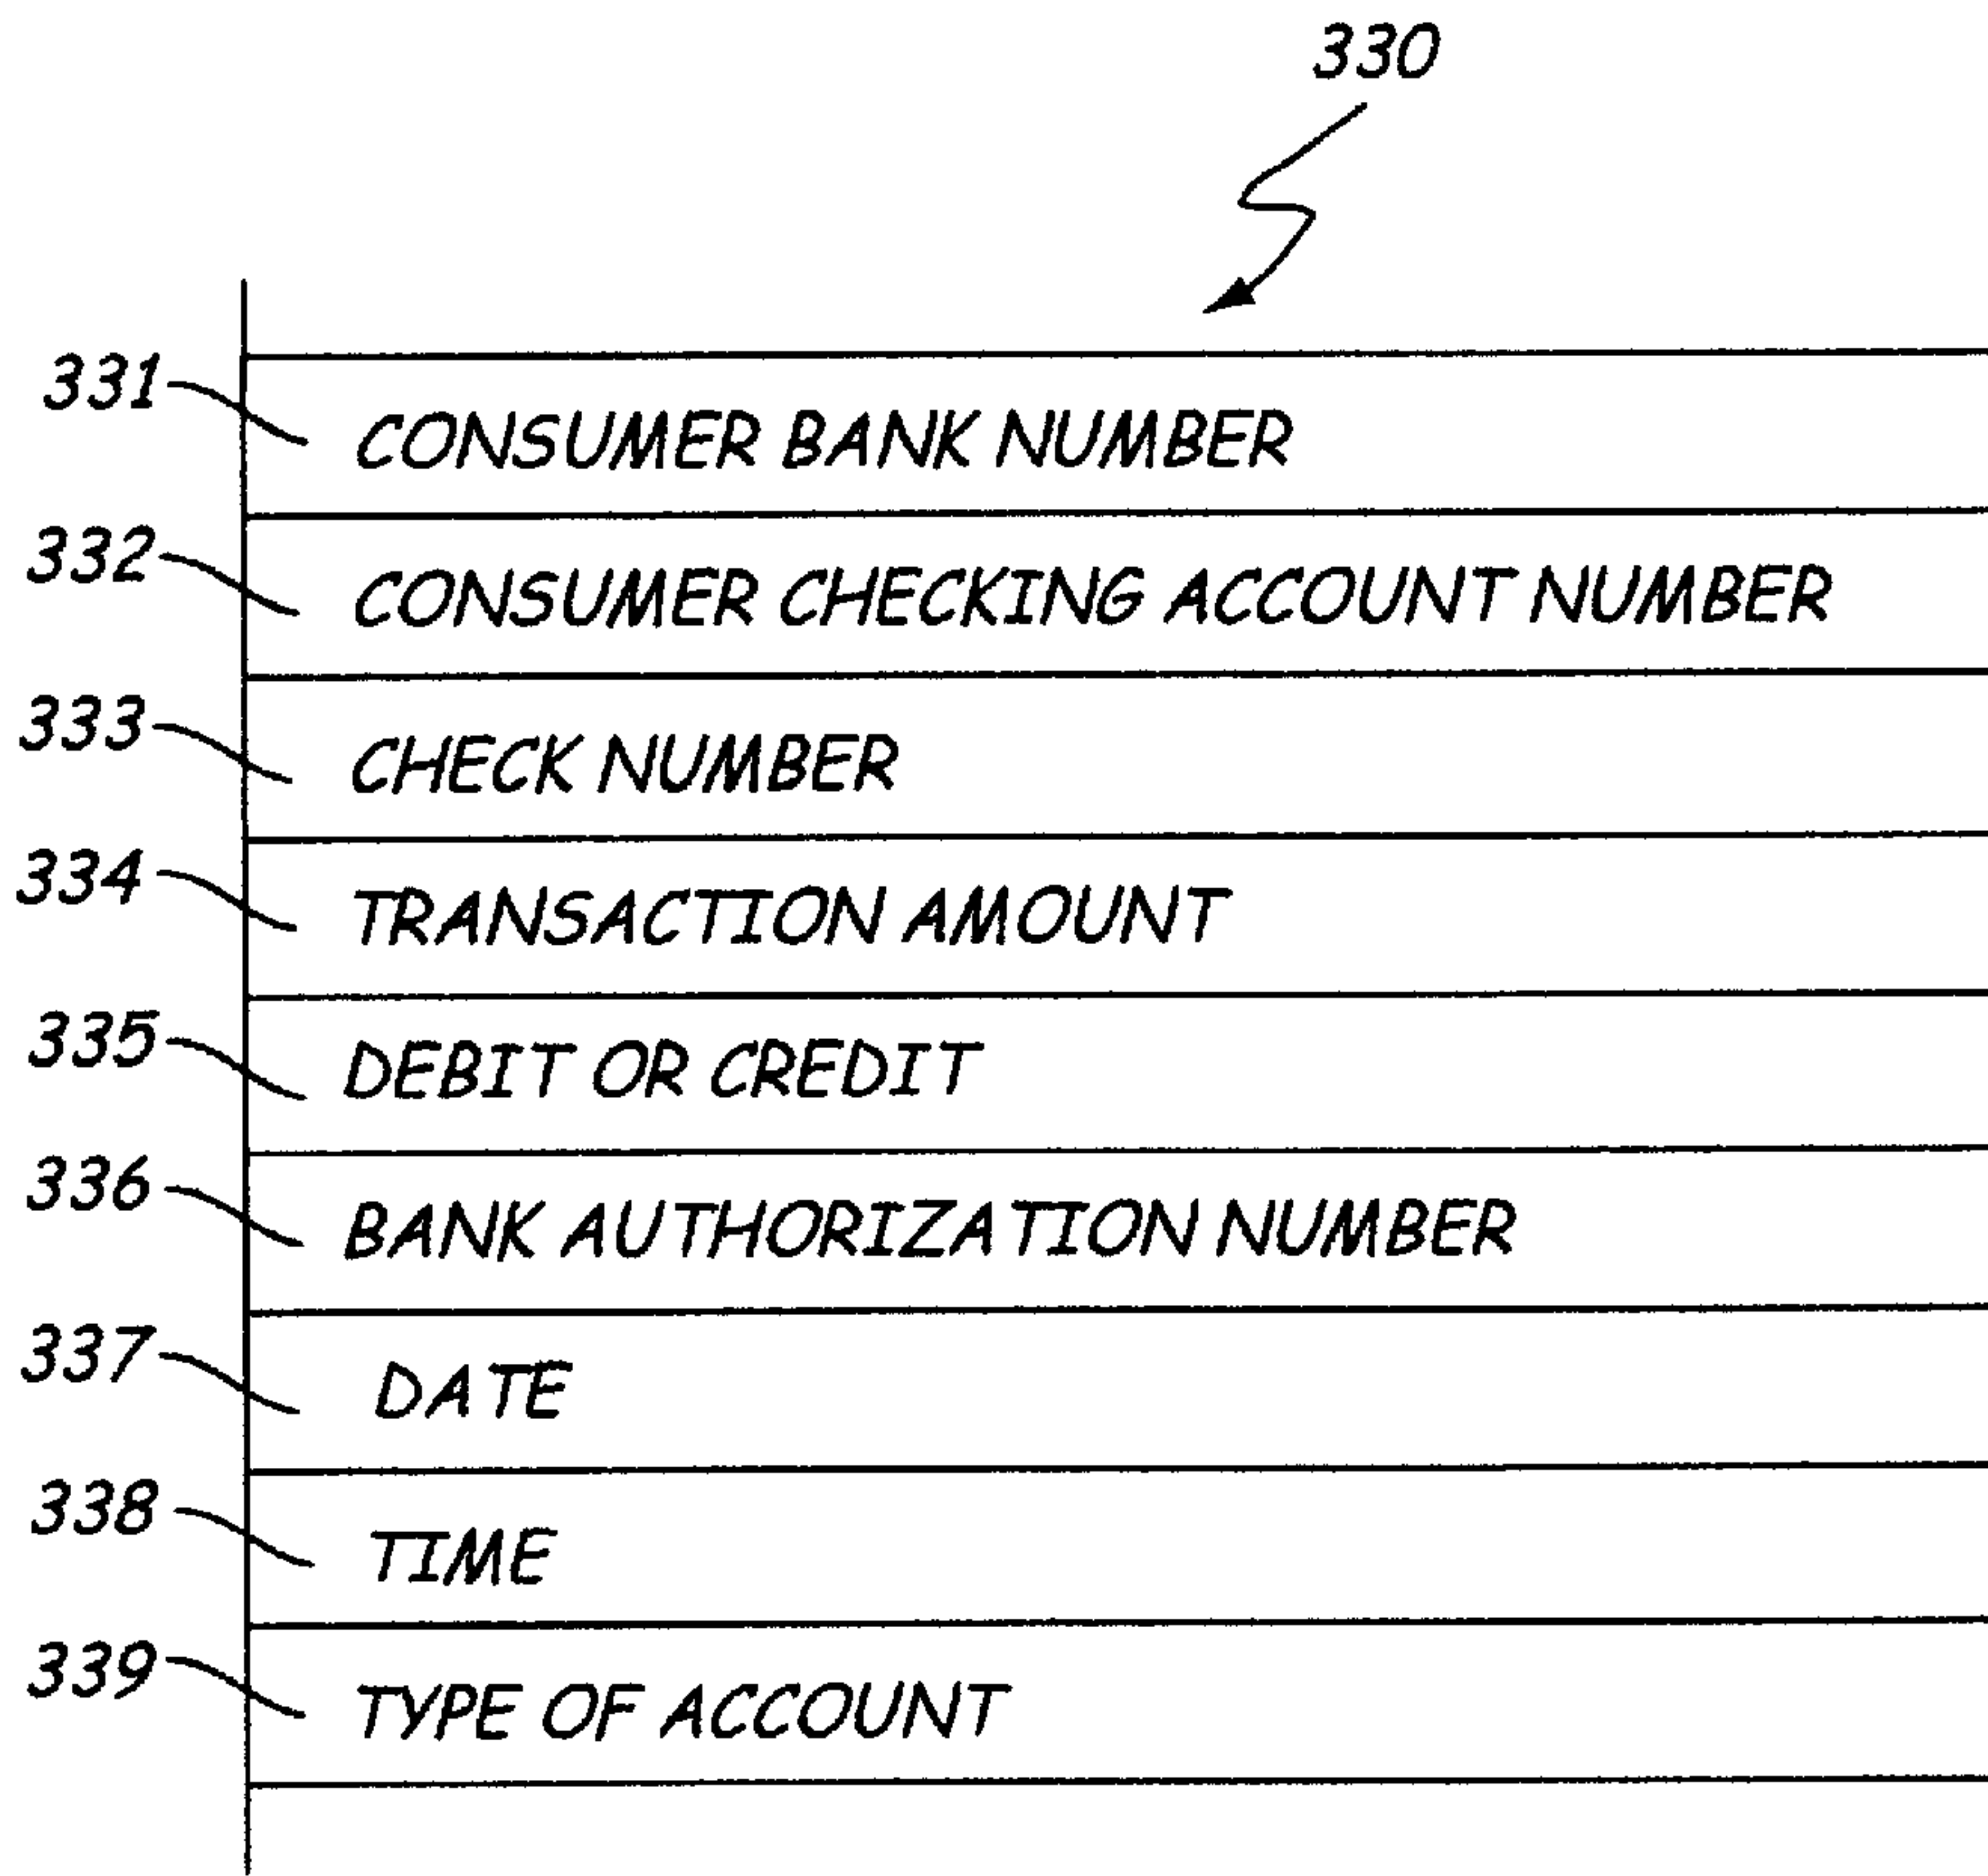 330
331 CONSUMER BANK NUMBER
332 CONSUMER CHECKING ACCOUNT NUMBER
333 CHECK NUMBER
334 TRANSACTION AMOUNT
335 DEBIT OR CREDIT
336 BANK AUTHORIZATION NUMBER
337 DATE
338 TIME
339 TYPE OF ACCOUNT